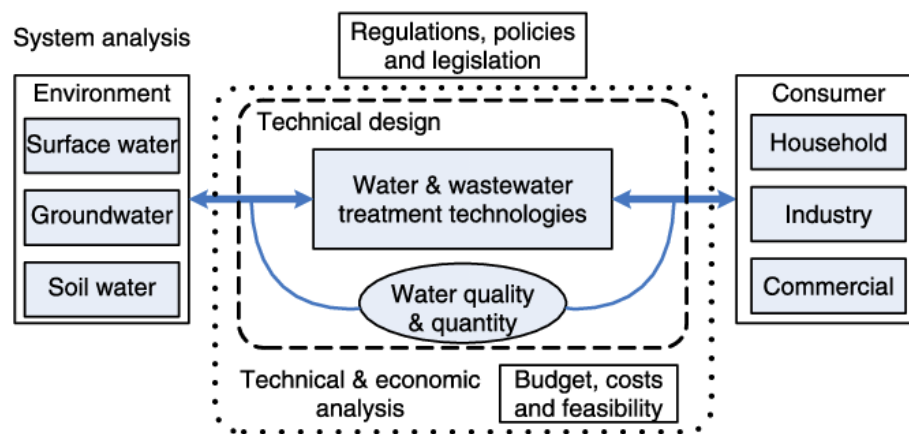 System analysis
Regulations, policies
and legislation
Environment
Surface water
Groundwater
Soil water
Technical design
Water & wastewater
treatment technologies
Water quality
& quantity
Technical & economic
analysis
Budget, costs
and feasibility
Consumer
Household
Industry
Commercial